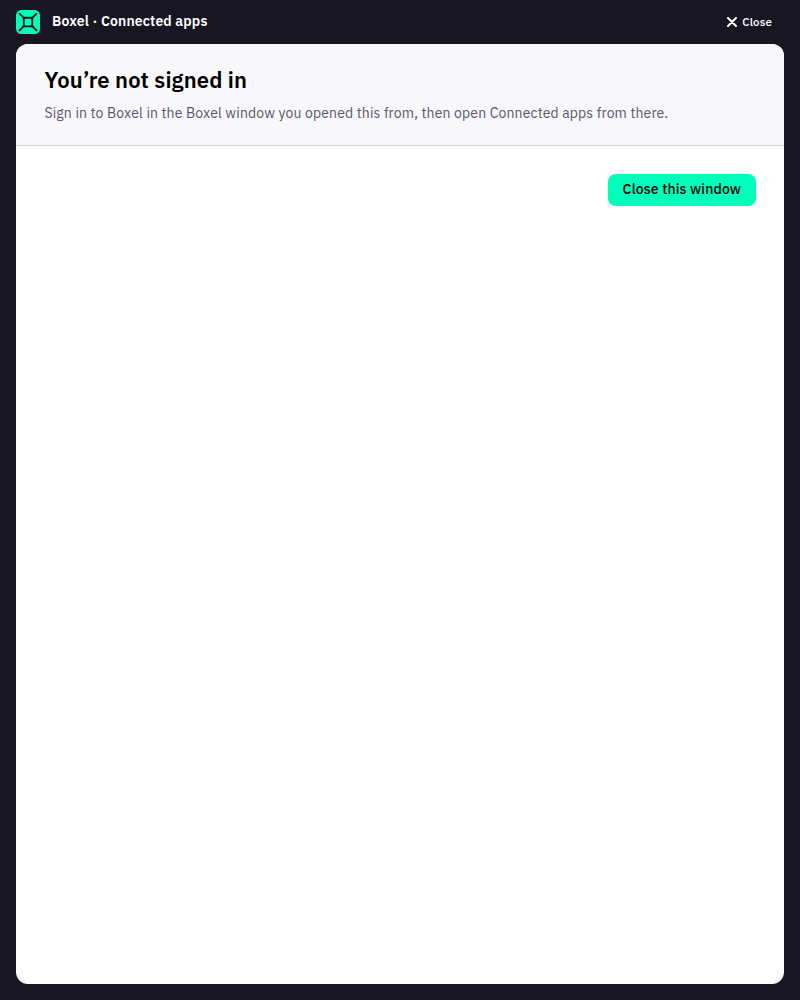 Boxel · Connected apps
Close
You’re not signed in
Sign in to Boxel in the Boxel window you opened this from, then open Connected apps from there.
Close this window